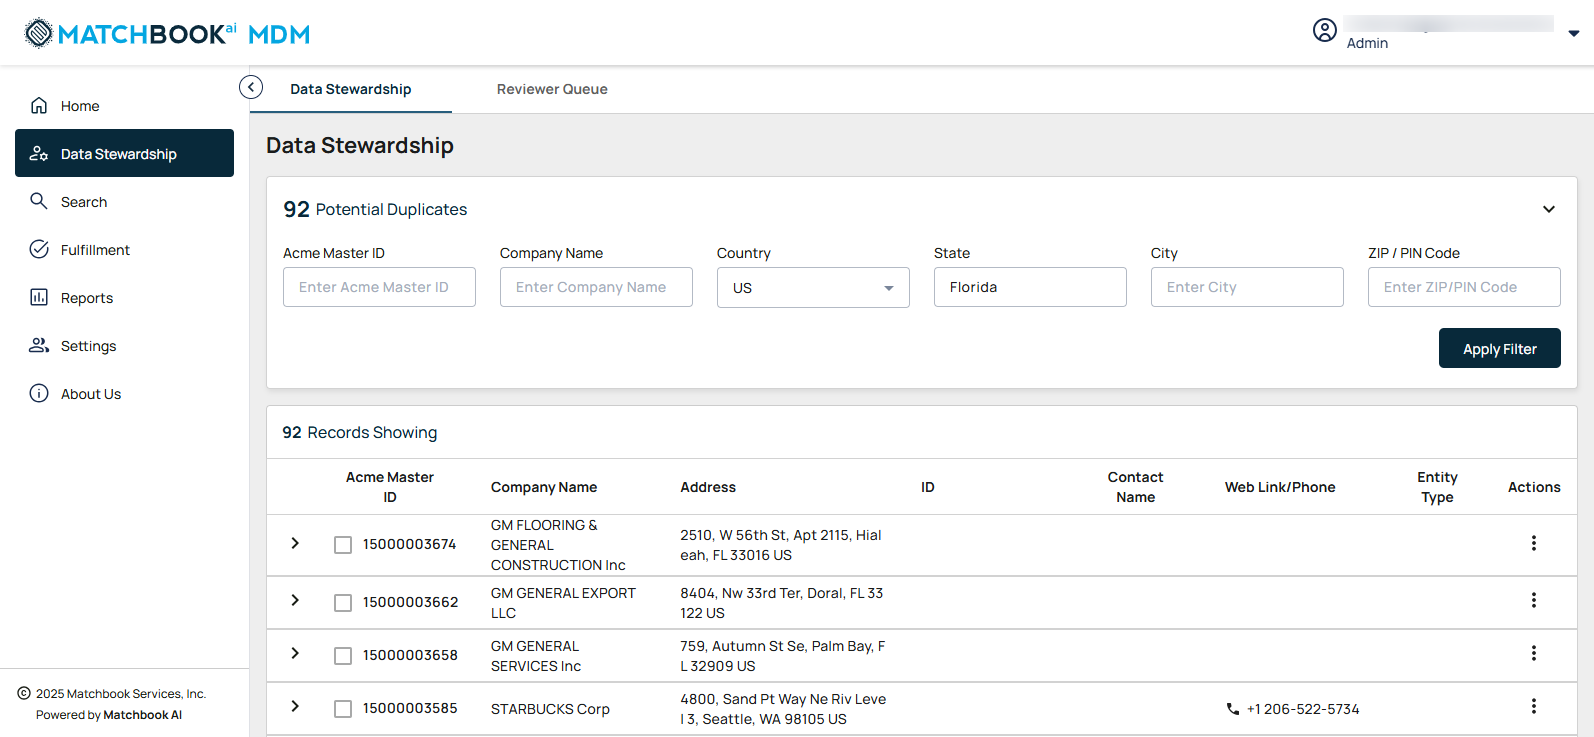 MATCHBOOKai MDM
Admin
Home
Data Stewardship
Search
Fulfillment
Reports
Settings
About Us
© 2025 Matchbook Services, Inc.
Powered by Matchbook AI
Data Stewardship Reviewer Queue
Data Stewardship
92 Potential Duplicates
Acme Master ID Company Name Country State City ZIP / PIN Code
Enter Acme Master ID Enter Company Name US Florida Enter City Enter ZIP/PIN Code
Apply Filter
92 Records Showing
Acme Master
ID
Company Name
Address
ID
Contact
Name
Web Link/Phone
Entity
Type
Actions
15000003674
GM FLOORING &
GENERAL
CONSTRUCTION Inc
2510, W 56th St, Apt 2115, Hial
eah, FL 33016 US
15000003662
GM GENERAL EXPORT
LLC
8404, Nw 33rd Ter, Doral, FL 33
122 US
15000003658
GM GENERAL
SERVICES Inc
759, Autumn St Se, Palm Bay, F
L 32909 US
15000003585
STARBUCKS Corp
4800, Sand Pt Way Ne Riv Leve
l 3, Seattle, WA 98105 US
+1 206-522-5734